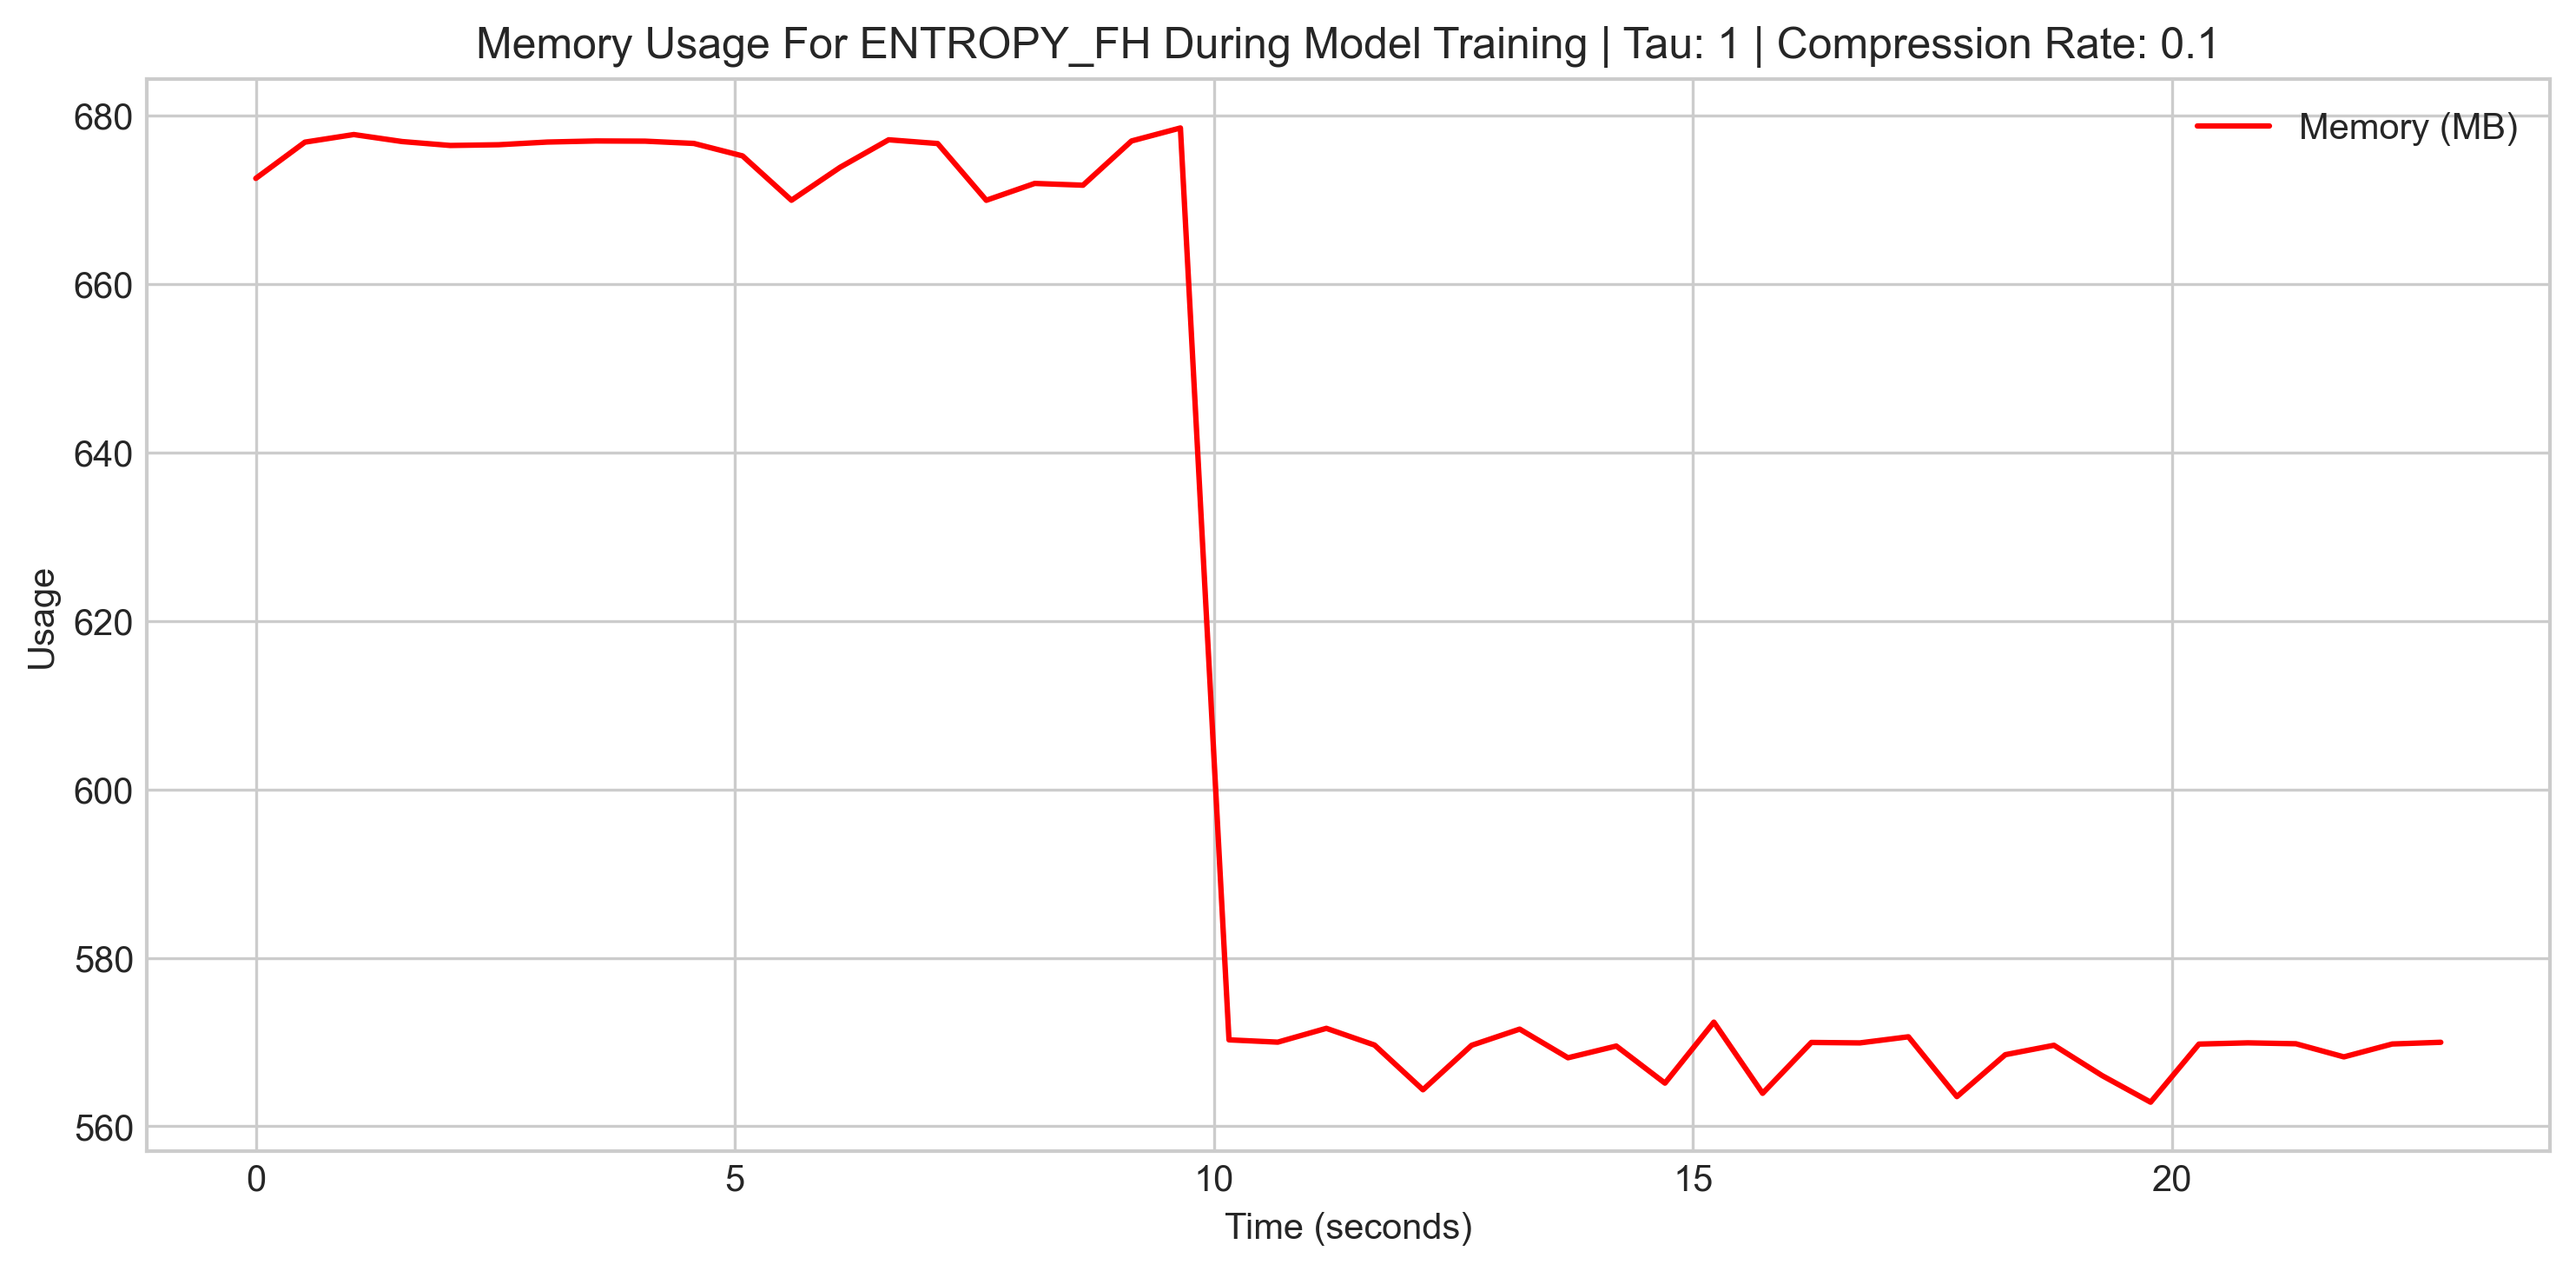 Memory Usage For ENTROPY_FH During Model Training | Tau: 1 | Compression Rate: 0.1
Memory (MB)
680
660
640
620
600
580
560
Usage
0 5 10 15 20
Time (seconds)